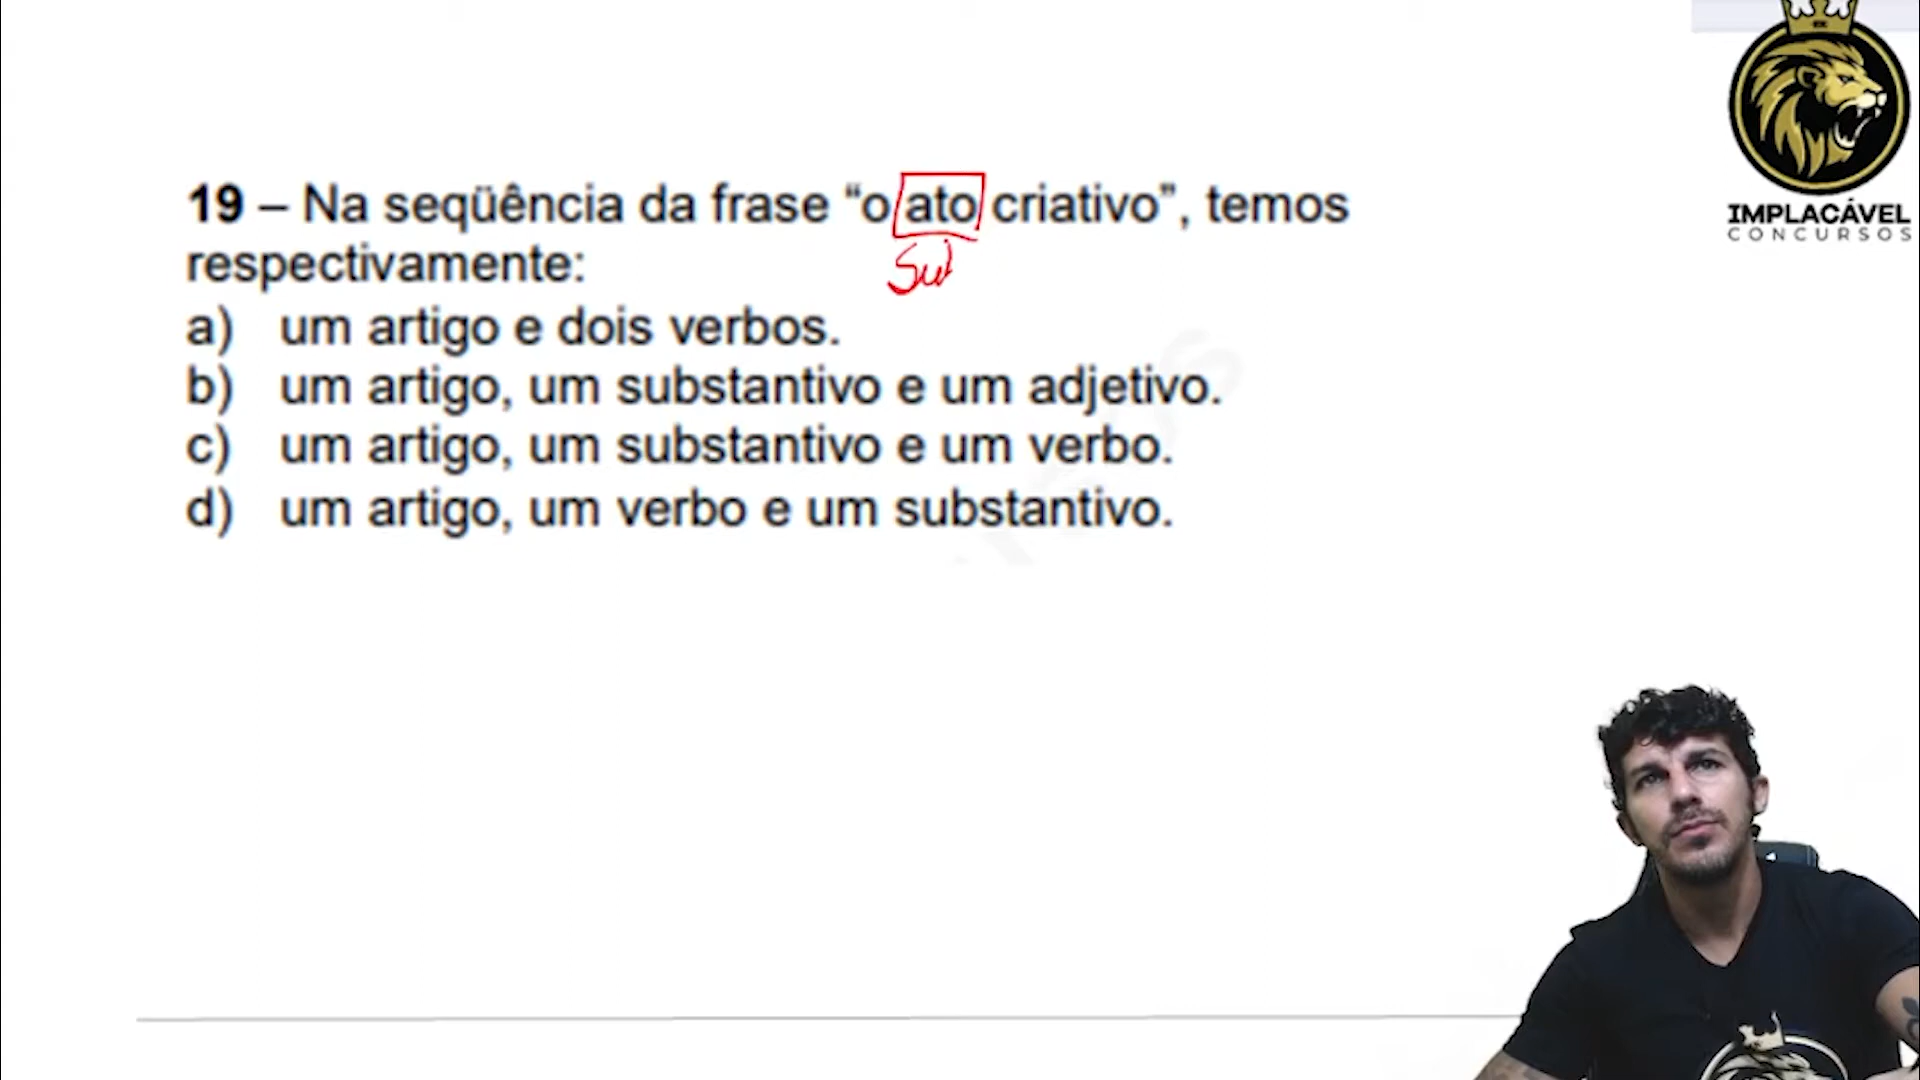 IMPLACÁVEL
CONCURSOS
19 – Na seqüência da frase “o ato criativo”, temos
respectivamente:
a) um artigo e dois verbos.
b) um artigo, um substantivo e um adjetivo.
c) um artigo, um substantivo e um verbo.
d) um artigo, um verbo e um substantivo.